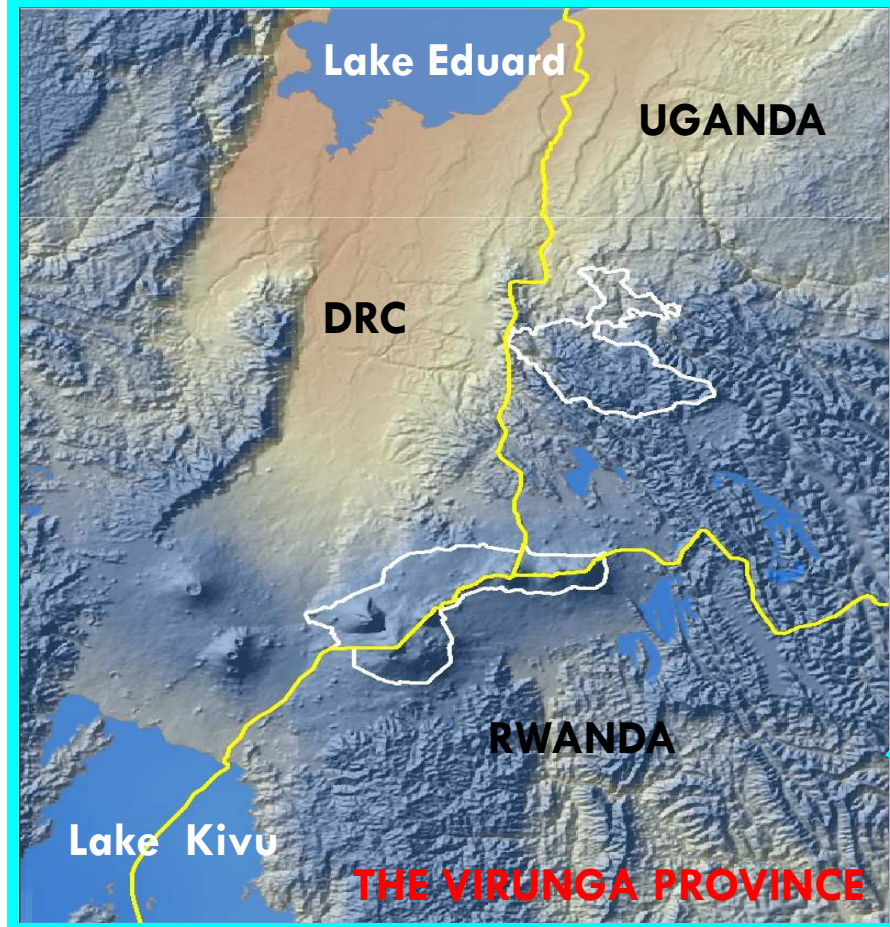 Lake Eduard
UGANDA
DRC
RWANDA
Lake Kivu
THE VIRUNGA PROVINCE